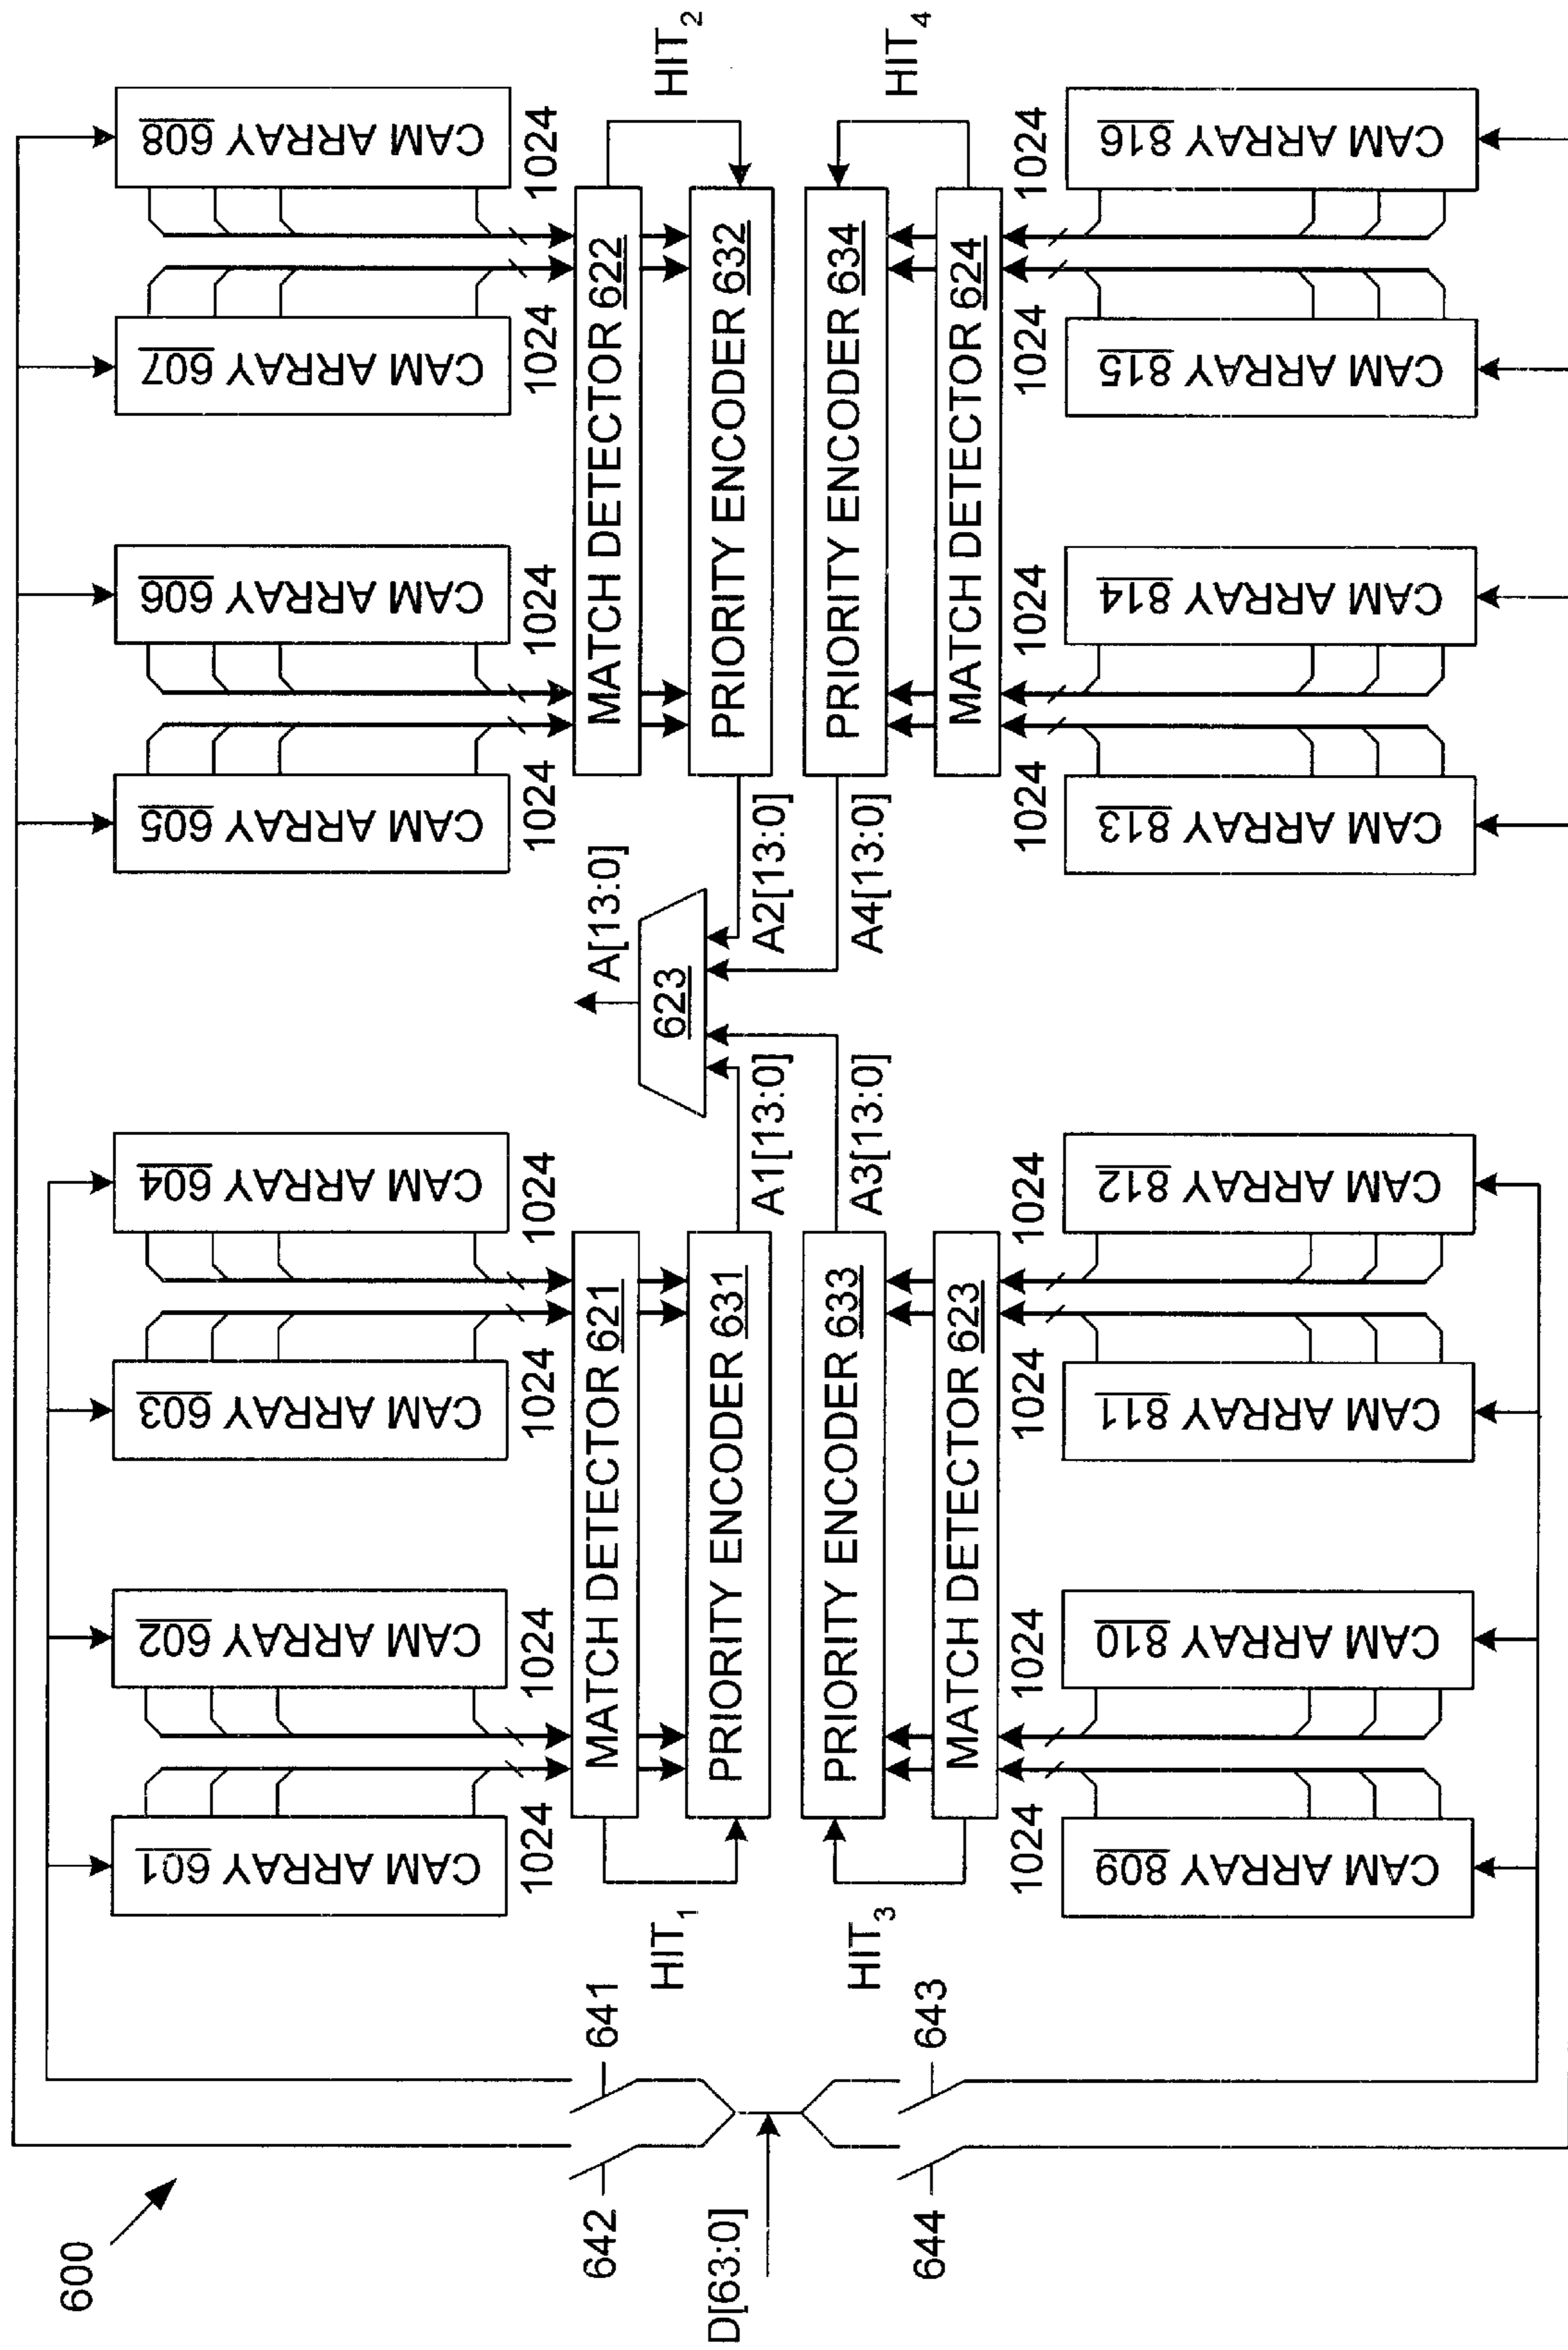 600
642
641
D[63:0]
644
643
CAM ARRAY 601
CAM ARRAY 602
CAM ARRAY 603
CAM ARRAY 604
CAM ARRAY 605
CAM ARRAY 606
CAM ARRAY 607
CAM ARRAY 608
1024
1024
1024
1024
1024
1024
1024
1024
MATCH DETECTOR 621
MATCH DETECTOR 622
HIT₁
HIT₂
PRIORITY ENCODER 631
PRIORITY ENCODER 632
A[13:0]
623
A1[13:0]
A2[13:0]
A3[13:0]
A4[13:0]
PRIORITY ENCODER 633
PRIORITY ENCODER 634
HIT₃
HIT₄
MATCH DETECTOR 623
MATCH DETECTOR 624
1024
1024
1024
1024
1024
1024
1024
1024
CAM ARRAY 809
CAM ARRAY 810
CAM ARRAY 811
CAM ARRAY 812
CAM ARRAY 813
CAM ARRAY 814
CAM ARRAY 815
CAM ARRAY 816